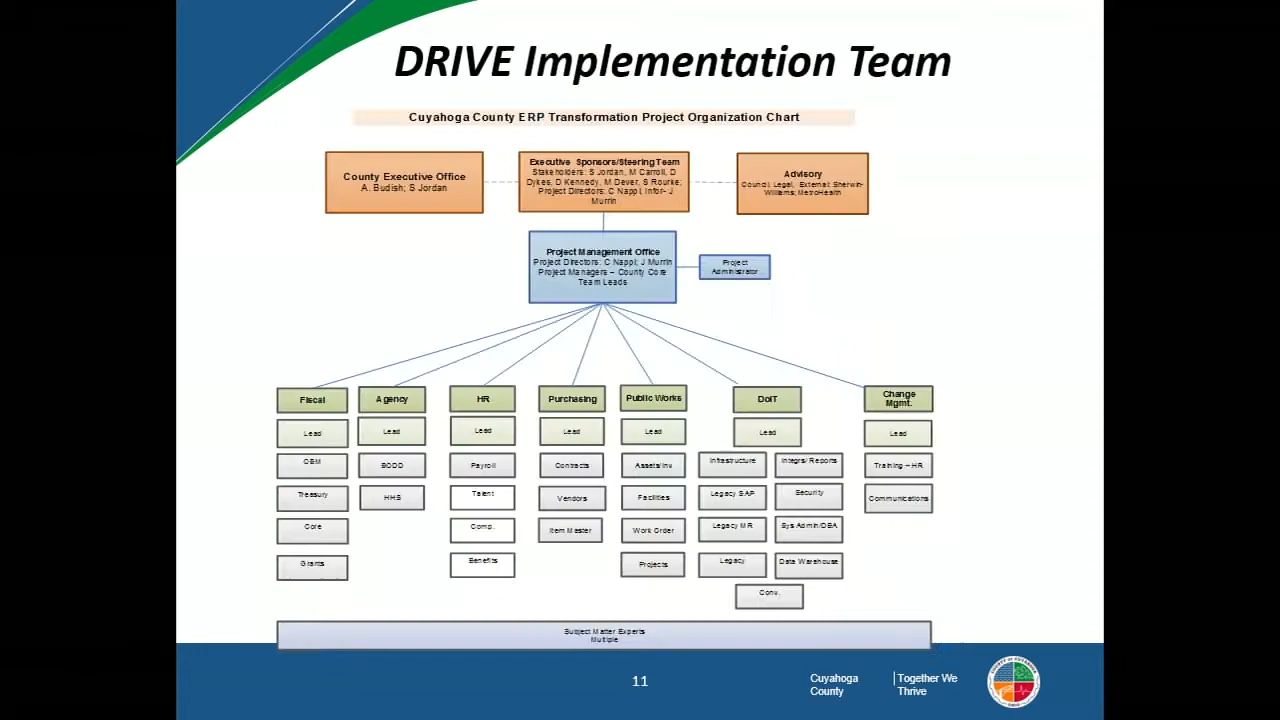 DRIVE Implementation Team
Cuyahoga County ERP Transformation Project Organization Chart
County Executive Office
A. Budish; S Jordan
Executive Sponsors/Steering Team
Stakeholders: S Jordan, M Carroll, D
Dykes, D Kennedy, M Dever, S Rourke;
Project Directors: C Nappi, Infor- J
Murrin
Advisory
Council, Legal, External: Sherwin-
Williams; MetroHealth
Project Management Office
Project Directors: C Nappi; J Murrin
Project Managers – County Core
Team Leads
Project
Administrator
Fiscal
Agency
HR
Purchasing
Public Works
DoIT
Change
Mgmt.
Lead
Lead
Lead
Lead
Lead
Lead
Lead
OBM
BODD
Payroll
Contracts
Assets/Inv
Infrastructure
Integrs/ Reports
Training – HR
Treasury
HHS
Talent
Vendors
Facilities
Legacy SAP
Security
Communications
Core
Comp.
Item Master
Work Order
Legacy MR
Sys Admin/DBA
Grants
Benefits
Projects
Legacy
Data Warehouse
Conv.
Subject Matter Experts
Multiple
11
Cuyahoga
County
Together We
Thrive